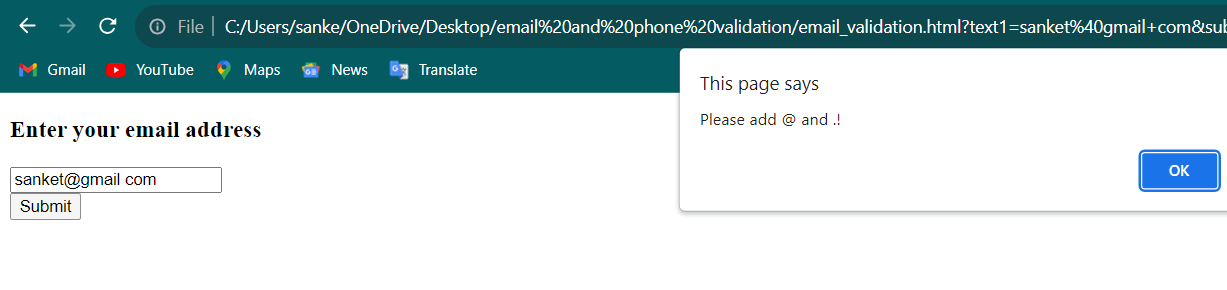 File C:/Users/sanke/OneDrive/Desktop/email%20and%20phone%20validation/email_validation.html?text1=sanket%40gmail+com&sub
Gmail YouTube Maps News Translate
This page says
Please add @ and .!
OK
Enter your email address
sanket@gmail com
Submit